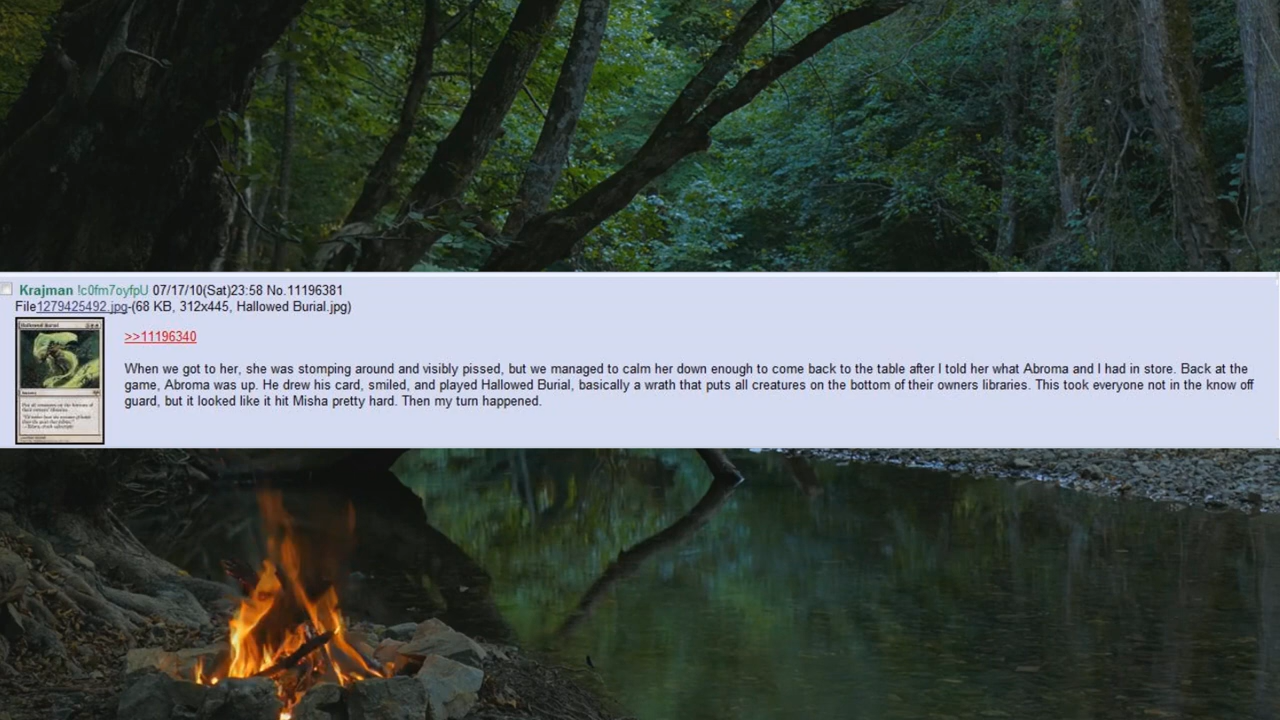 Krajman !c0fm7oyfpU 07/17/10(Sat)23:58 No.11196381
File1279425492.jpg-(68 KB, 312x445, Hallowed Burial.jpg)
Hallowed Burial
>>11196340
When we got to her, she was stomping around and visibly pissed, but we managed to calm her down enough to come back to the table after I told her what Abroma and I had in store. Back at the
game, Abroma was up. He drew his card, smiled, and played Hallowed Burial, basically a wrath that puts all creatures on the bottom of their owners libraries. This took everyone not in the know off
guard, but it looked like it hit Misha pretty hard. Then my turn happened.